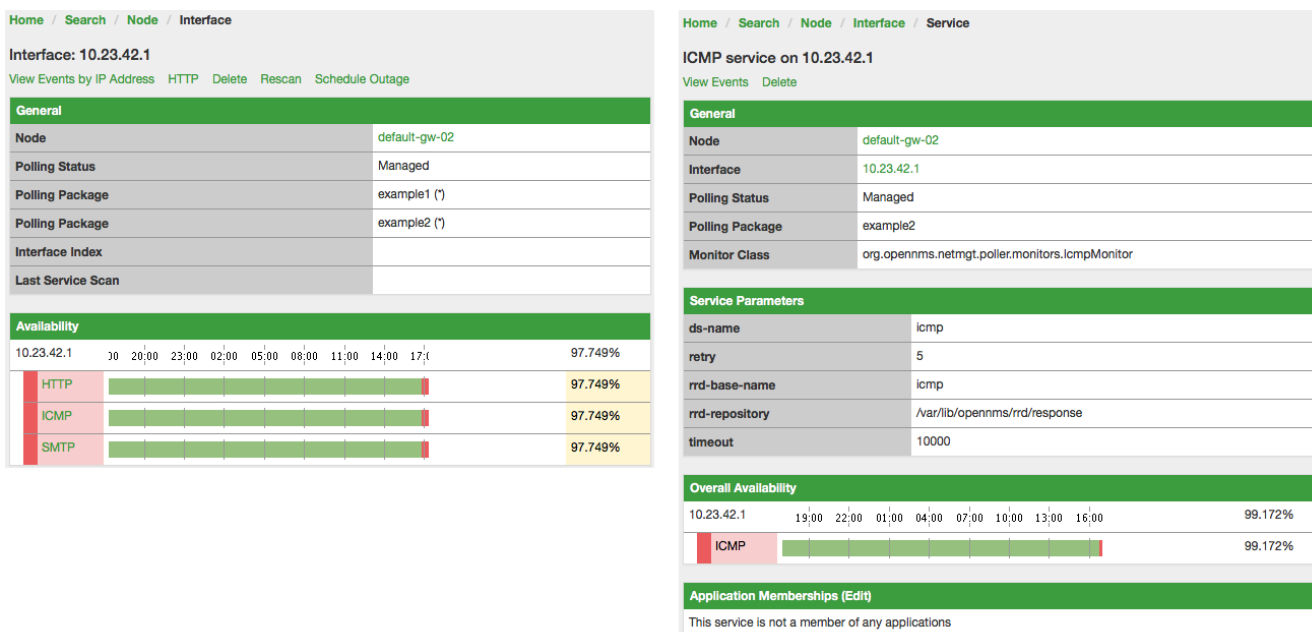 Home / Search / Node / Interface
Interface: 10.23.42.1
View Events by IP Address HTTP Delete Rescan Schedule Outage
General
Node default-gw-02
Polling Status Managed
Polling Package example1 (*)
Polling Package example2 (*)
Interface Index
Last Service Scan
Availability
10.23.42.1 20:00 23:00 02:00 05:00 08:00 11:00 14:00 97.749%
HTTP 97.749%
ICMP 97.749%
SMTP 97.749%
Home / Search / Node / Interface / Service
ICMP service on 10.23.42.1
View Events Delete
General
Node default-gw-02
Interface 10.23.42.1
Polling Status Managed
Polling Package example2
Monitor Class org.opennms.netmgt.poller.monitors.IcmpMonitor
Service Parameters
ds-name icmp
retry 5
rrd-base-name icmp
rrd-repository /var/lib/opennms/rrd/response
timeout 10000
Overall Availability
10.23.42.1 19:00 22:00 01:00 04:00 07:00 10:00 13:00 16:00 99.172%
ICMP 99.172%
Application Memberships (Edit)
This service is not a member of any applications